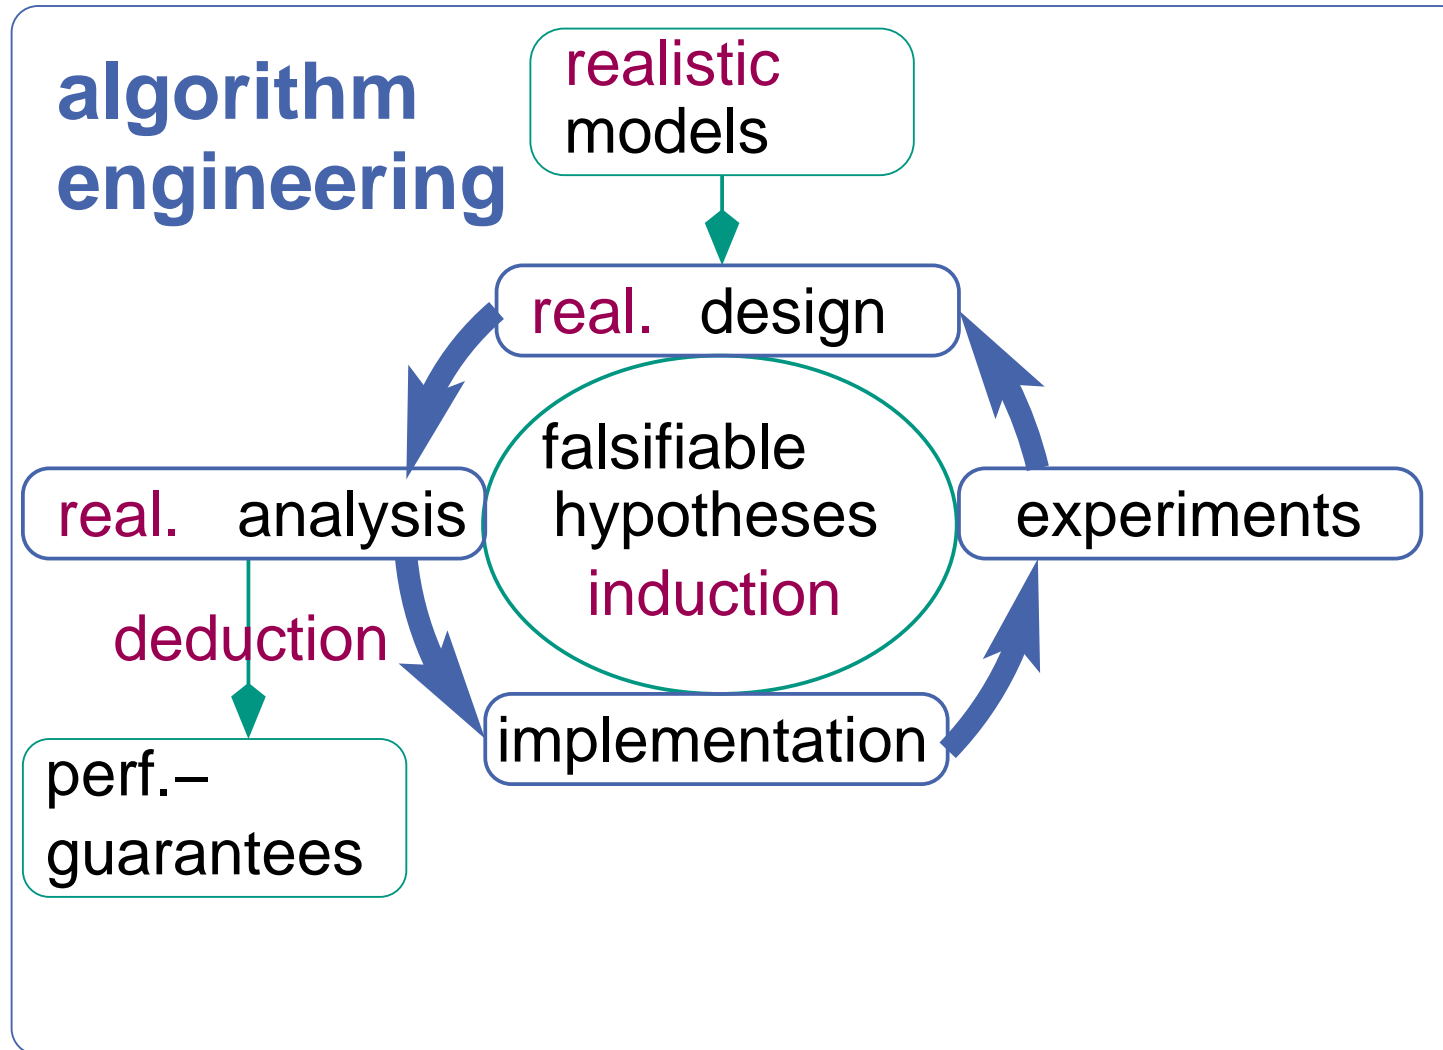 algorithm
engineering
realistic
models
real. design
falsifiable
hypotheses
induction
real. analysis
experiments
deduction
implementation
perf.–
guarantees